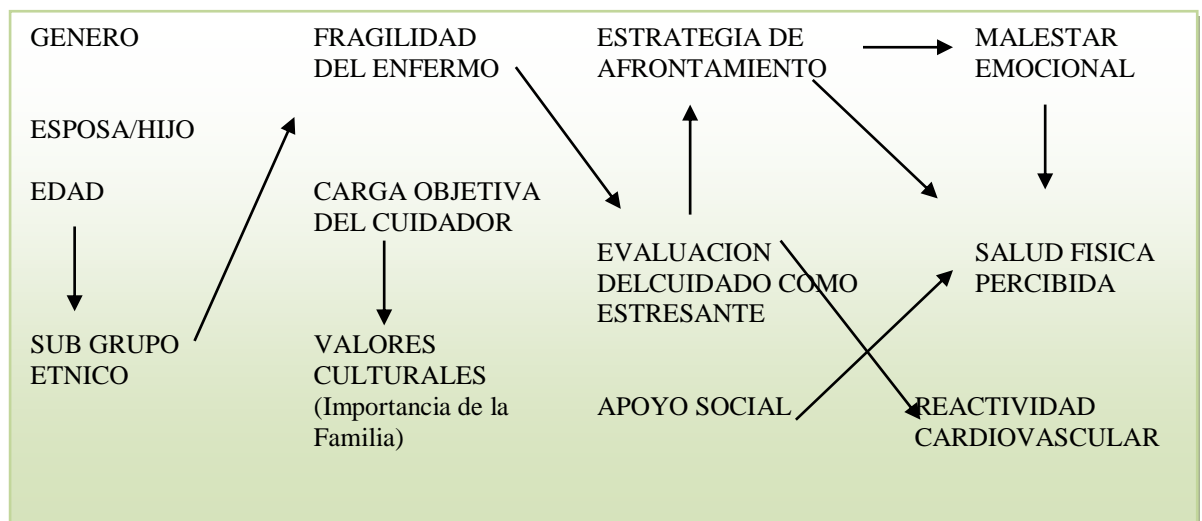 GENERO
ESPOSA/HIJO
EDAD
SUB GRUPO
ETNICO
FRAGILIDAD
DEL ENFERMO
CARGA OBJETIVA
DEL CUIDADOR
VALORES
CULTURALES
(Importancia de la
Familia)
ESTRATEGIA DE
AFRONTAMIENTO
EVALUACION
DELCUIDADO COMO
ESTRESANTE
APOYO SOCIAL
MALESTAR
EMOCIONAL
SALUD FISICA
PERCIBIDA
REACTIVIDAD
CARDIOVASCULAR